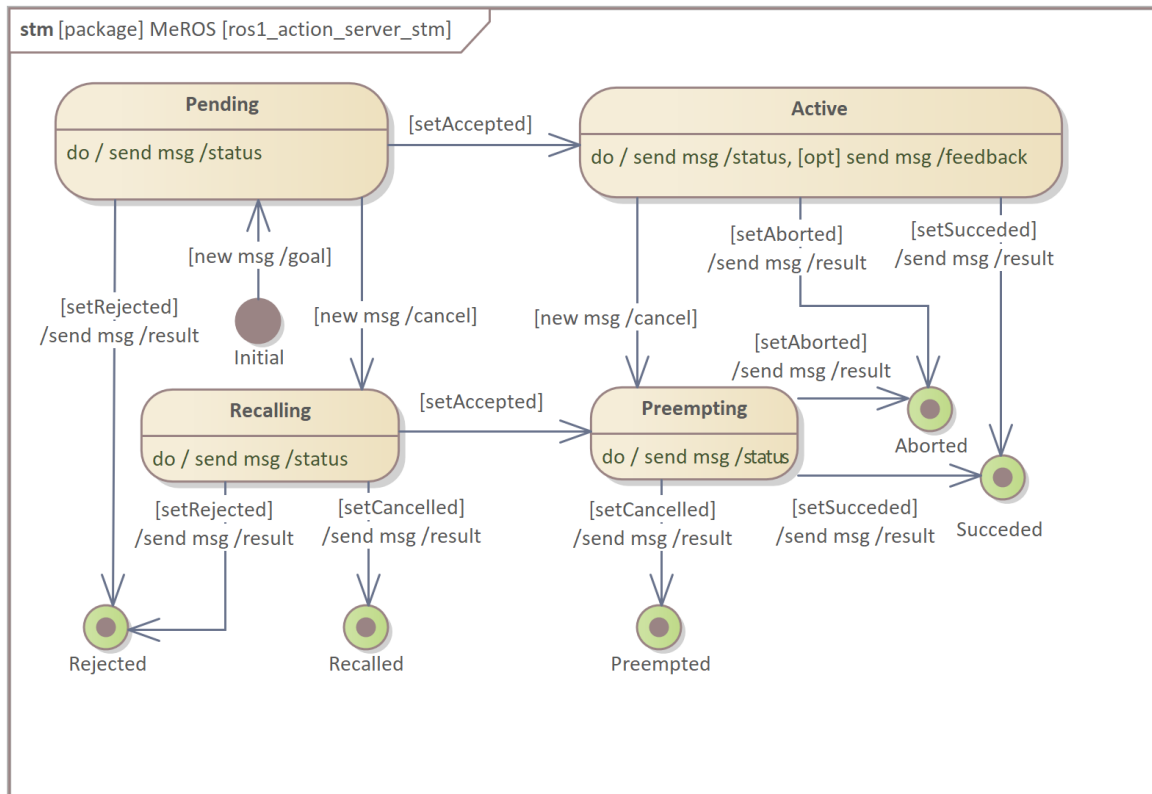 stm [package] MeROS [ros1_action_server_stm]
Pending
do / send msg /status
[setAccepted]
Active
do / send msg /status, [opt] send msg /feedback
[new msg /goal]
Initial
[setRejected]
/send msg /result
[new msg /cancel]
[new msg /cancel]
[setAborted]
/send msg /result
[setSucceded]
/send msg /result
[setAborted]
/send msg /result
Recalling
do / send msg /status
[setAccepted]
Preempting
do / send msg /status
Aborted
[setRejected]
/send msg /result
[setCancelled]
/send msg /result
[setCancelled]
/send msg /result
[setSucceeded]
/send msg /result
Succeded
Rejected
Recalled
Preempted